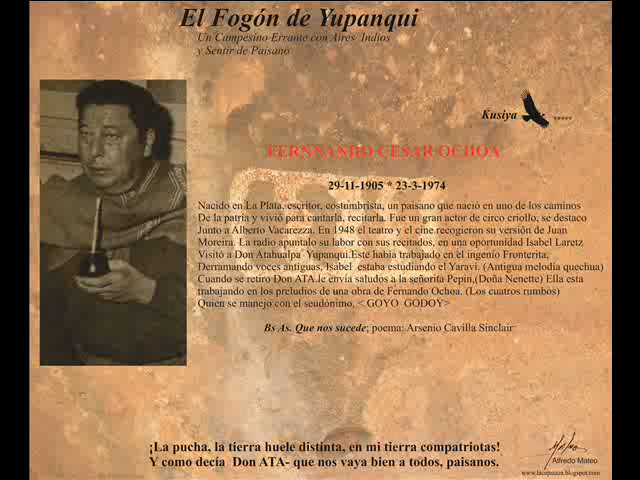 El Fogón de Yupanqui
Un Campesino Errante con Aires Indios
y Sentir de Paisano
Kusiya .....
FERNNANDO CESAR OCHOA
29-11-1905 * 23-3-1974
Nacido en La Plata, escritor, costumbrista, un paisano que nació en uno de los caminos
De la patria y vivió para cantarla, recitarla. Fue un gran actor de circo criollo, se destaco
Junto a Alberto Vacarezza. En 1948 el teatro y el cine recogieron su versión de Juan
Moreira. La radio apuntalo su labor con sus recitados, en una oportunidad Isabel Laretz
Visitó a Don Atahualpa Yupanqui.Este había trabajado en el ingenio Fronterita,
Derramando voces antiguas, Isabel estaba estudiando el Yaraví. (Antigua melodía quechua)
Cuando se retiro Don ATA.le envía saludos a la señorita Pepin,(Doña Nenette) Ella esta
trabajando en los preludios de una obra de Fernando Ochoa. (Los cuatros rumbos)
Quien se manejo con el seudónimo, < GOYO GODOY>
Bs As. Que nos sucede; poema: Arsenio Cavilla Sinclair
¡La pucha, la tierra huele distinta, en mi tierra compatriotas!
Y como decía Don ATA- que nos vaya bien a todos, paisanos.
Alfredo Mateo